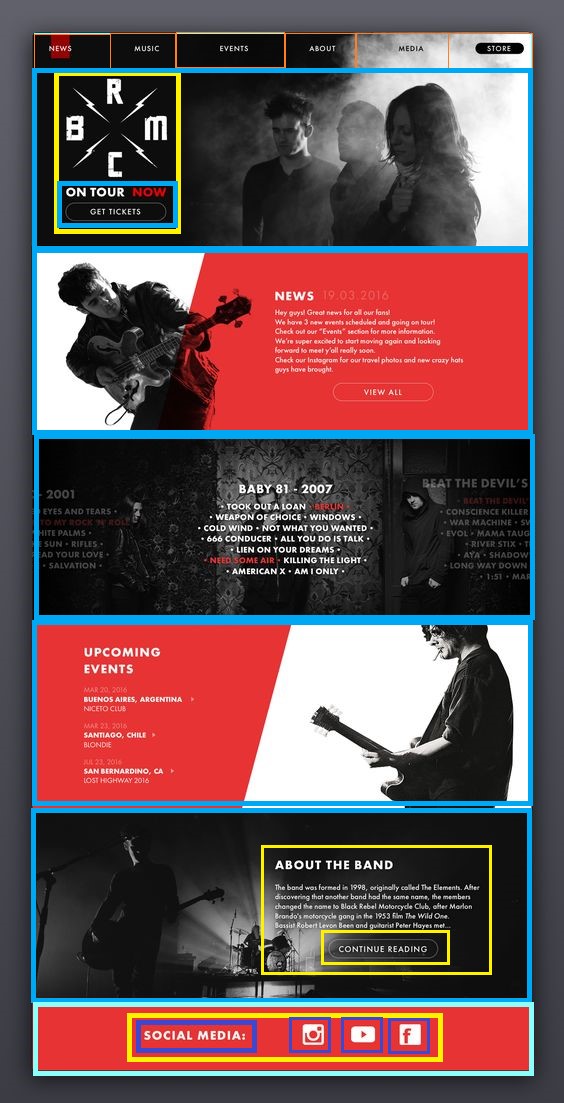 NEWS MUSIC EVENTS ABOUT MEDIA STORE
R
B M
C
ON TOUR NOW
GET TICKETS
NEWS 19.03.2016
Hey guys! Great news for all our fans!
We have 3 new events scheduled and going on tour!
Check out our "Events" section for more information.
We're super excited to start moving again and looking
forward to meet y'all really soon.
Check our Instagram for our travel photos and new crazy hats
guys have brought.
VIEW ALL
- 2001
EYES AND TEARS •
TO MY ROCK 'N' ROLL
WHITE PALMS •
SUN • RIFLES •
YOUR LOVE •
• SALVATION •
BABY 81 - 2007
• TOOK OUT A LOAN • BERLIN •
• WEAPON OF CHOICE • WINDOWS •
• COLD WIND • NOT WHAT YOU WANTED •
• 666 CONDUCER • ALL YOU DO IS TALK •
• LIEN ON YOUR DREAMS •
• NEED SOME AIR • KILLING THE LIGHT •
• AMERICAN X • AM I ONLY •
BEAT THE DEVIL'S
• BEAT THE DEVIL'
• CONSCIENCE KILLER
• WAR MACHINE •
• EVOL • MAMA TAUG
• RIVER STIX •
• AYA • SHADOW
• LONG WAY DOWN
• 1:51 • MAR
UPCOMING
EVENTS
MAR 20, 2016
BUENOS AIRES, ARGENTINA
NICETO CLUB
MAR 23, 2016
SANTIAGO, CHILE
BLONDIE
JUL 23, 2016
SAN BERNARDINO, CA
LOST HIGHWAY 2016
ABOUT THE BAND
The band was formed in 1998, originally called The Elements. After
discovering that another band had the same name, the members
changed the name to Black Rebel Motorcycle Club, after Marlon
Brando's motorcycle gang in the 1953 film The Wild One.
Bassist Robert Levon Been and guitarist Peter Hayes met...
CONTINUE READING
SOCIAL MEDIA: